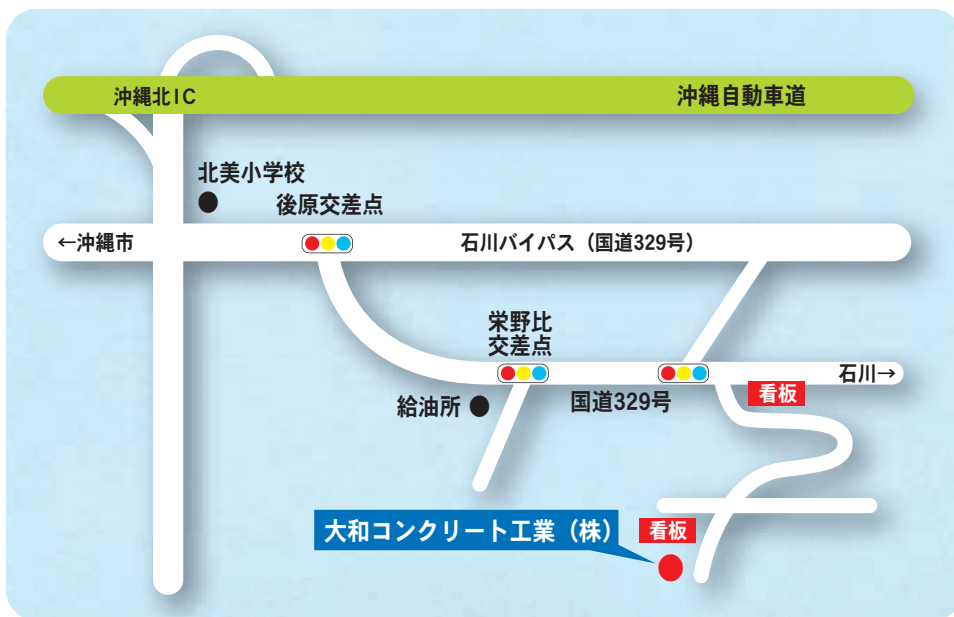 沖縄北IC
沖縄自動車道
北美小学校
後原交差点
←沖縄市
石川バイパス（国道329号）
栄野比
交差点
石川→
給油所
国道329号
看板
大和コンクリート工業（株）
看板